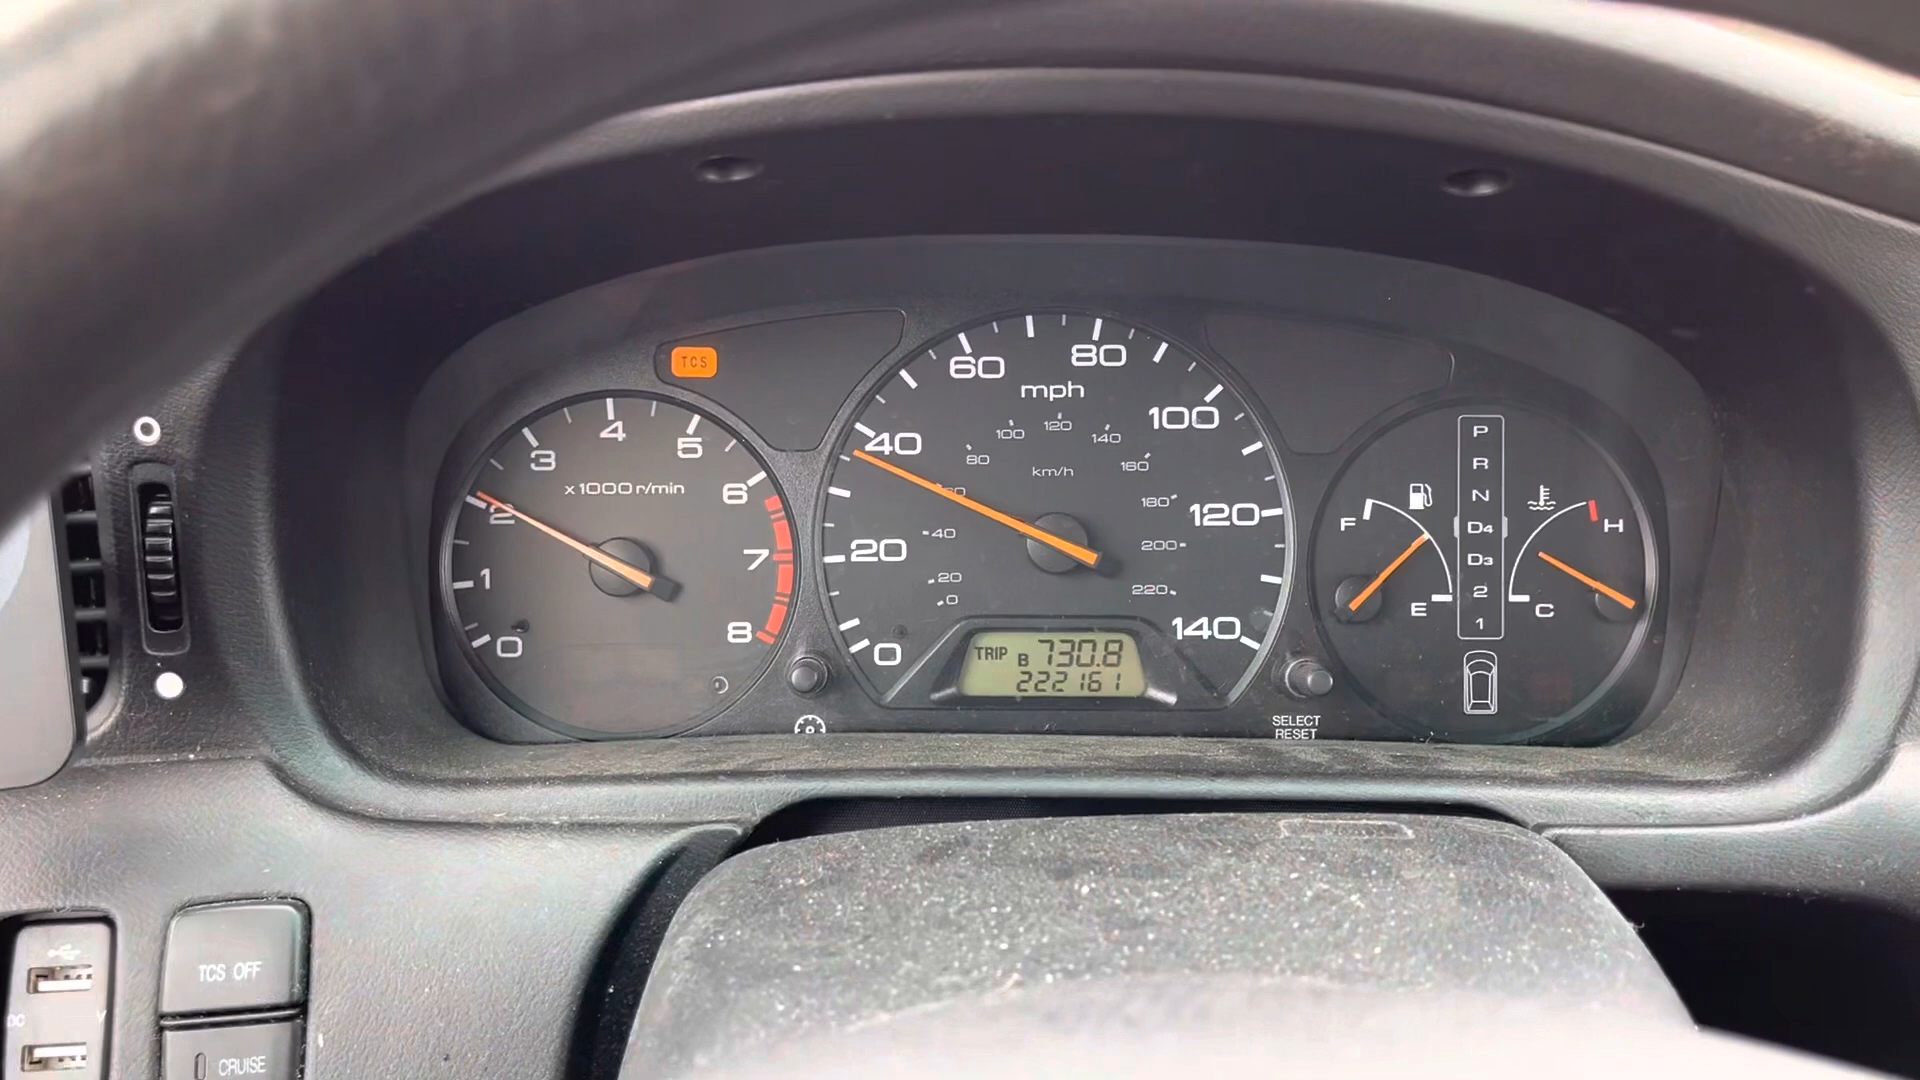 TCS
0
1
2
3
4
5
6
7
8
x1000r/min
0
20
40
60
80
100
120
140
mph
km/h
0
20
40
60
80
100
120
140
160
180
200
220
TRIP B 730.8
222161
SELECT
RESET
F
E
P
R
N
D4
D3
2
1
H
C
TCS OFF
CRUISE